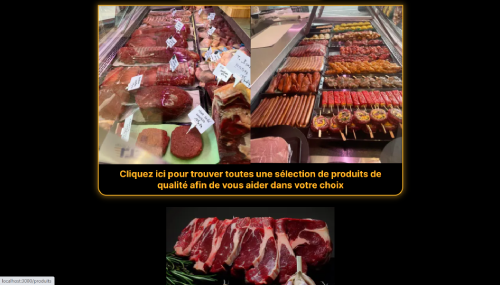 Cliquez ici pour trouver toutes une sélection de produits de
qualité afin de vous aider dans votre choix
localhost:3000/produits